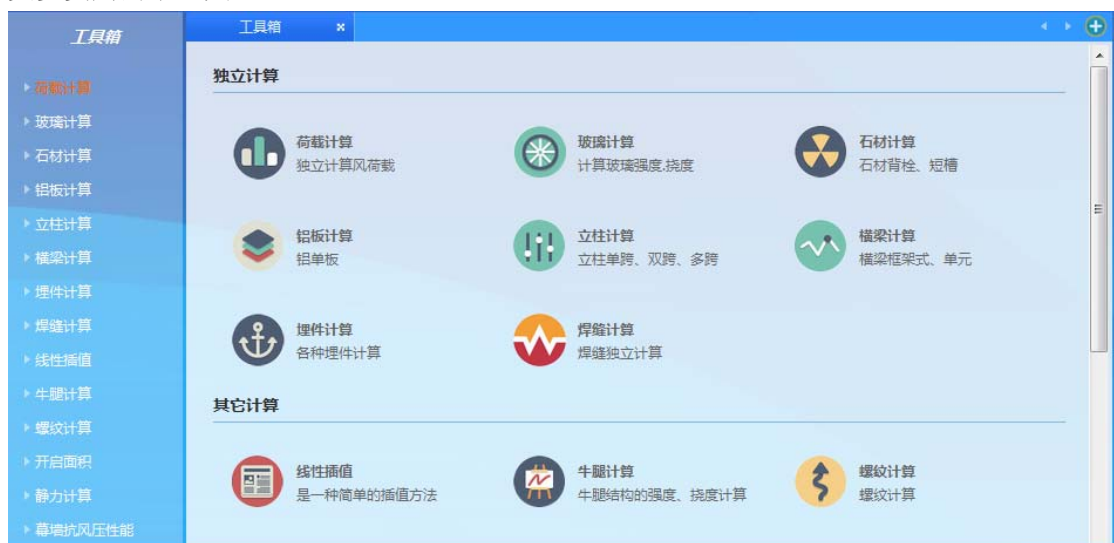 工具箱
荷载计算
玻璃计算
石材计算
铝板计算
立柱计算
横梁计算
埋件计算
焊缝计算
线性插值
牛腿计算
螺纹计算
开启面积
静力计算
幕墙抗风压性能
工具箱
独立计算
荷载计算
独立计算风荷载
玻璃计算
计算玻璃强度.挠度
石材计算
石材背栓、短槽
铝板计算
铝单板
立柱计算
立柱单跨、双跨、多跨
横梁计算
横梁框架式、单元
埋件计算
各种埋件计算
焊缝计算
焊缝独立计算
其它计算
线性插值
是一种简单的插值方法
牛腿计算
牛腿结构的强度、挠度计算
螺纹计算
螺纹计算